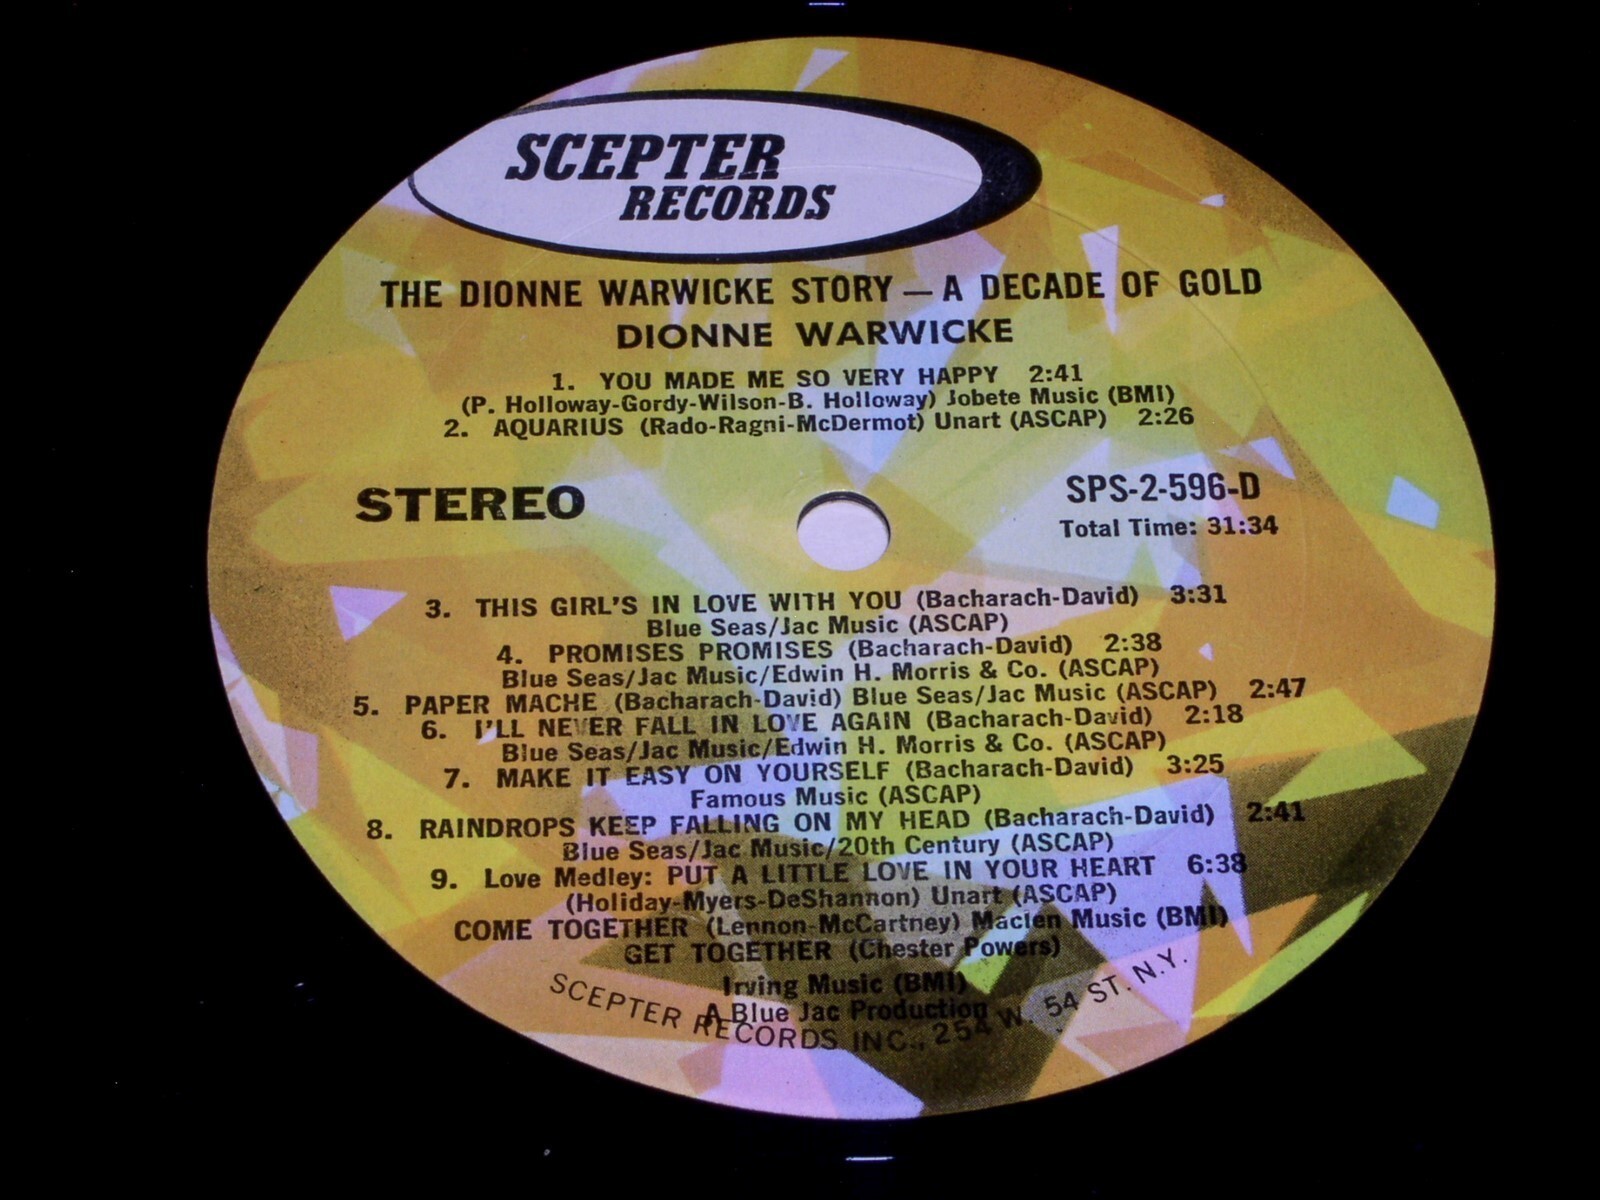 SCEPTER
RECORDS
THE DIONNE WARWICKE STORY — A DECADE OF GOLD
DIONNE WARWICKE
1. YOU MADE ME SO VERY HAPPY 2:41
(P. Holloway-Gordy-Wilson-B. Holloway) Jobete Music (BMI)
2. AQUARIUS (Rado-Ragni-McDermot) Unart (ASCAP) 2:26
STEREO
SPS-2-596-D
Total Time: 31:34
3. THIS GIRL'S IN LOVE WITH YOU (Bacharach-David) 3:31
Blue Seas/Jac Music (ASCAP)
4. PROMISES PROMISES (Bacharach-David) 2:38
Blue Seas/Jac Music/Edwin H. Morris & Co. (ASCAP)
5. PAPER MACHE (Bacharach-David) Blue Seas/Jac Music (ASCAP) 2:47
6. I'LL NEVER FALL IN LOVE AGAIN (Bacharach-David) 2:18
Blue Seas/Jac Music/Edwin H. Morris & Co. (ASCAP)
7. MAKE IT EASY ON YOURSELF (Bacharach-David) 3:25
Famous Music (ASCAP)
8. RAINDROPS KEEP FALLING ON MY HEAD (Bacharach-David) 2:41
Blue Seas/Jac Music/20th Century (ASCAP)
9. Love Medley: PUT A LITTLE LOVE IN YOUR HEART 6:38
(Holiday-Myers-DeShannon) Unart (ASCAP)
COME TOGETHER (Lennon-McCartney) Maclen Music (BMI)
GET TOGETHER (Chester Powers)
Irving Music (BMI)
A Blue Jac Production
SCEPTER RECORDS INC., 254 W. 54 ST. N.Y.